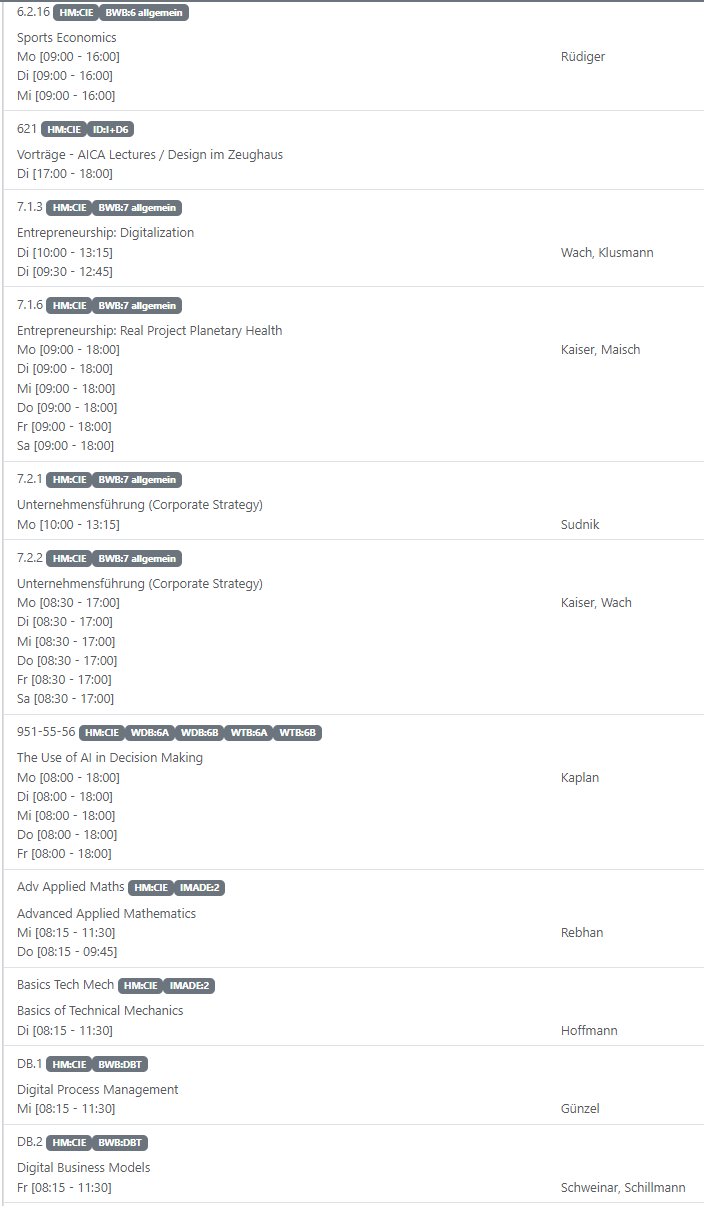 6.2.16 HM:CIE BWB:6 allgemein
Sports Economics
Mo [09:00 - 16:00] Rüdiger
Di [09:00 - 16:00]
Mi [09:00 - 16:00]
621 HM:CIE ID:I+D6
Vorträge - AICA Lectures / Design im Zeughaus
Di [17:00 - 18:00]
7.1.3 HM:CIE BWB:7 allgemein
Entrepreneurship: Digitalization
Di [10:00 - 13:15] Wach, Klusmann
Di [09:30 - 12:45]
7.1.6 HM:CIE BWB:7 allgemein
Entrepreneurship: Real Project Planetary Health
Mo [09:00 - 18:00] Kaiser, Maisch
Di [09:00 - 18:00]
Mi [09:00 - 18:00]
Do [09:00 - 18:00]
Fr [09:00 - 18:00]
Sa [09:00 - 18:00]
7.2.1 HM:CIE BWB:7 allgemein
Unternehmensführung (Corporate Strategy)
Mo [10:00 - 13:15] Sudnik
7.2.2 HM:CIE BWB:7 allgemein
Unternehmensführung (Corporate Strategy)
Mo [08:30 - 17:00] Kaiser, Wach
Di [08:30 - 17:00]
Mi [08:30 - 17:00]
Do [08:30 - 17:00]
Fr [08:30 - 17:00]
Sa [08:30 - 17:00]
951-55-56 HM:CIE WDB:6A WDB:6B WTB:6A WTB:6B
The Use of AI in Decision Making
Mo [08:00 - 18:00] Kaplan
Di [08:00 - 18:00]
Mi [08:00 - 18:00]
Do [08:00 - 18:00]
Fr [08:00 - 18:00]
Adv Applied Maths HM:CIE IMADE:2
Advanced Applied Mathematics
Mi [08:15 - 11:30] Rebhan
Do [08:15 - 09:45]
Basics Tech Mech HM:CIE IMADE:2
Basics of Technical Mechanics
Di [08:15 - 11:30] Hoffmann
DB.1 HM:CIE BWB:DBT
Digital Process Management
Mi [08:15 - 11:30] Günzel
DB.2 HM:CIE BWB:DBT
Digital Business Models
Fr [08:15 - 11:30] Schweinar, Schillmann